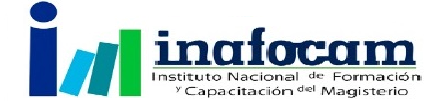 inafocam
Instituto Nacional de Formación
y Capacitación del Magisterio